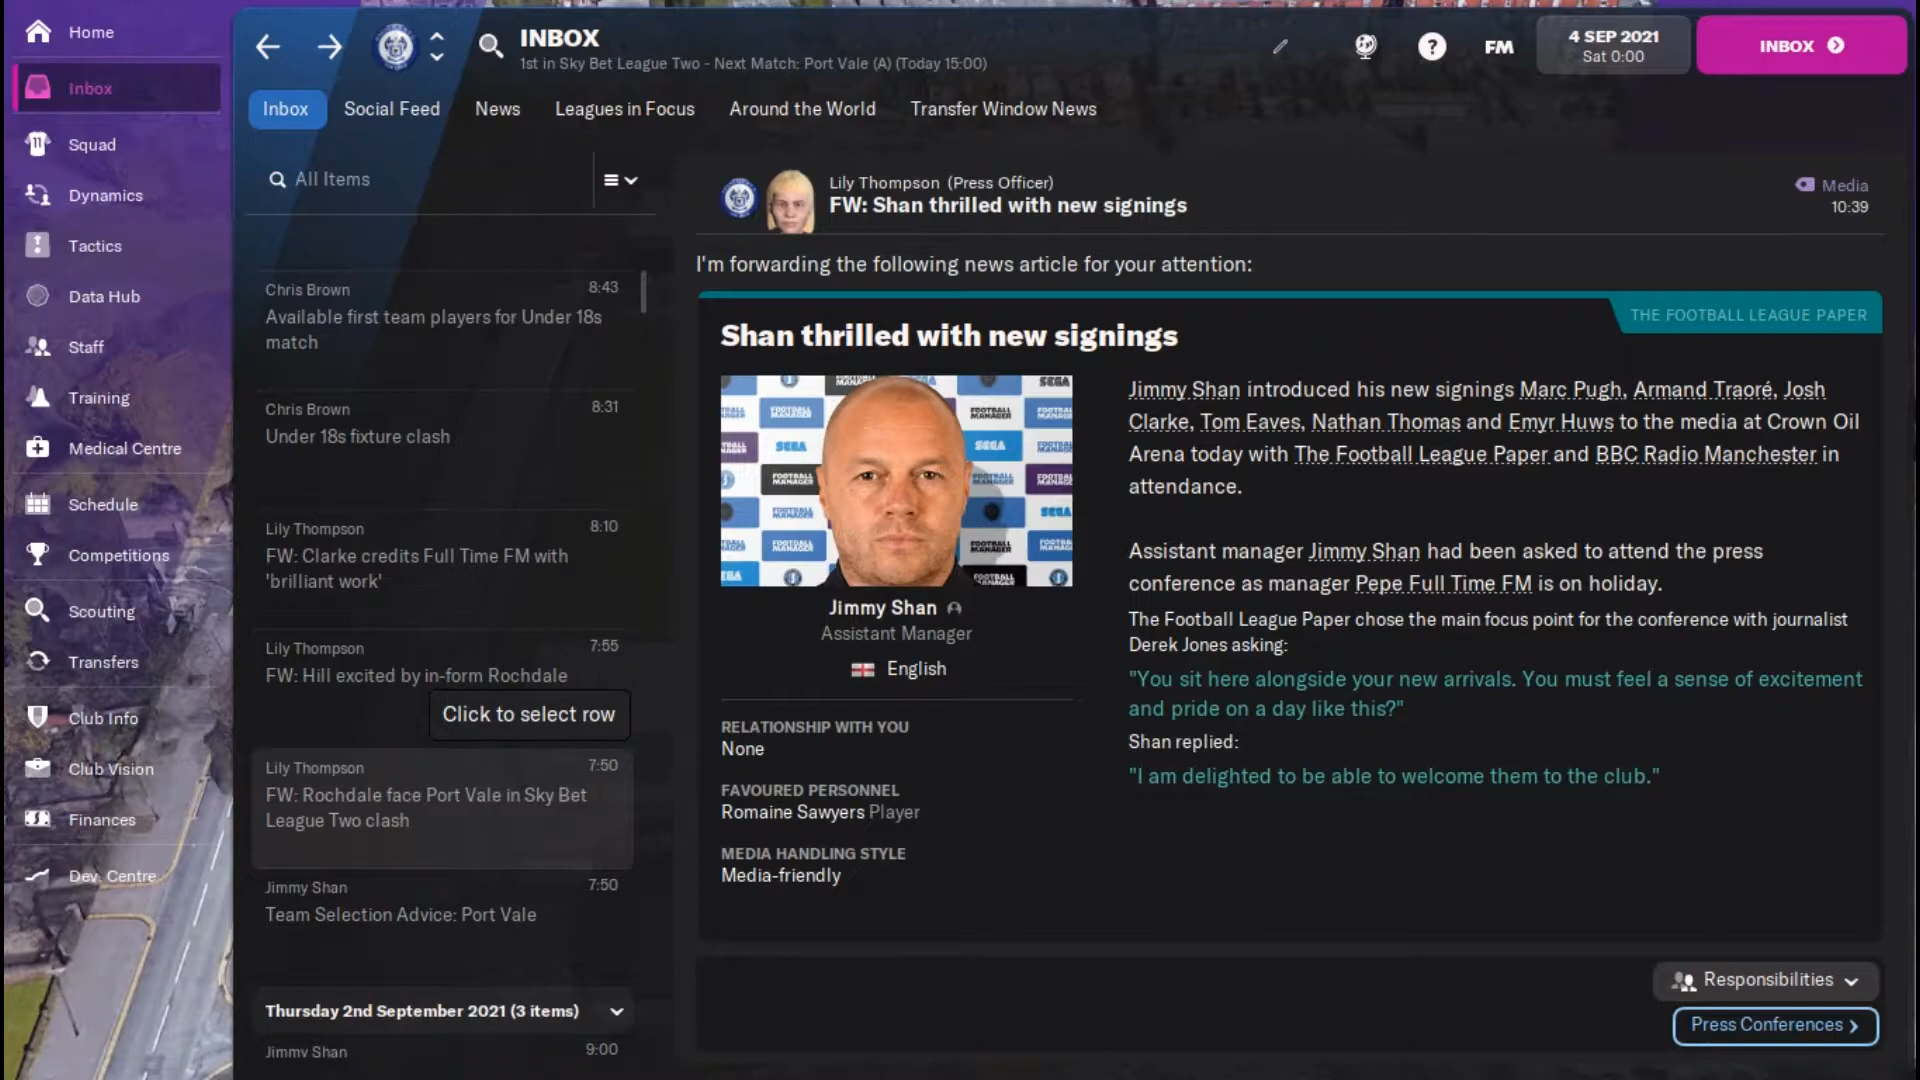 Home
Inbox
Squad
Dynamics
Tactics
Data Hub
Staff
Training
Medical Centre
Schedule
Competitions
Scouting
Transfers
Club Info
Club Vision
Finances
Dev. Centre
INBOX
1st in Sky Bet League Two - Next Match: Port Vale (A) (Today 15:00)
?
FM
4 SEP 2021
Sat 0:00
INBOX
Inbox
Social Feed
News
Leagues in Focus
Around the World
Transfer Window News
All Items
Chris Brown
8:43
Available first team players for Under 18s
match
Chris Brown
8:31
Under 18s fixture clash
Lily Thompson
8:10
FW: Clarke credits Full Time FM with
'brilliant work'
Lily Thompson
7:55
FW: Hill excited by in-form Rochdale
Click to select row
Lily Thompson
7:50
FW: Rochdale face Port Vale in Sky Bet
League Two clash
Jimmy Shan
7:50
Team Selection Advice: Port Vale
Thursday 2nd September 2021 (3 items)
Jimmy Shan
9:00
Lily Thompson (Press Officer)
FW: Shan thrilled with new signings
Media
10:39
I'm forwarding the following news article for your attention:
THE FOOTBALL LEAGUE PAPER
Shan thrilled with new signings
SEGA
FOOTBALL MANAGER
Jimmy Shan
Assistant Manager
English
RELATIONSHIP WITH YOU
None
FAVOURED PERSONNEL
Romaine Sawyers Player
MEDIA HANDLING STYLE
Media-friendly
Jimmy Shan introduced his new signings Marc Pugh, Armand Traoré, Josh
Clarke, Tom Eaves, Nathan Thomas and Emyr Huws to the media at Crown Oil
Arena today with The Football League Paper and BBC Radio Manchester in
attendance.
Assistant manager Jimmy Shan had been asked to attend the press
conference as manager Pepe Full Time FM is on holiday.
The Football League Paper chose the main focus point for the conference with journalist
Derek Jones asking:
"You sit here alongside your new arrivals. You must feel a sense of excitement
and pride on a day like this?"
Shan replied:
"I am delighted to be able to welcome them to the club."
Responsibilities
Press Conferences